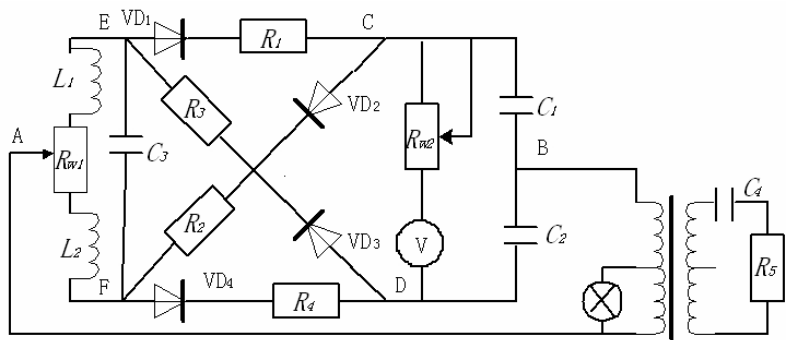 E VD1 R1 C
L1 R3 VD2 C1
A RW1 C3 RW2 B
C4
L2 R2 VD3 V C2 R5
F VD4 R4 D